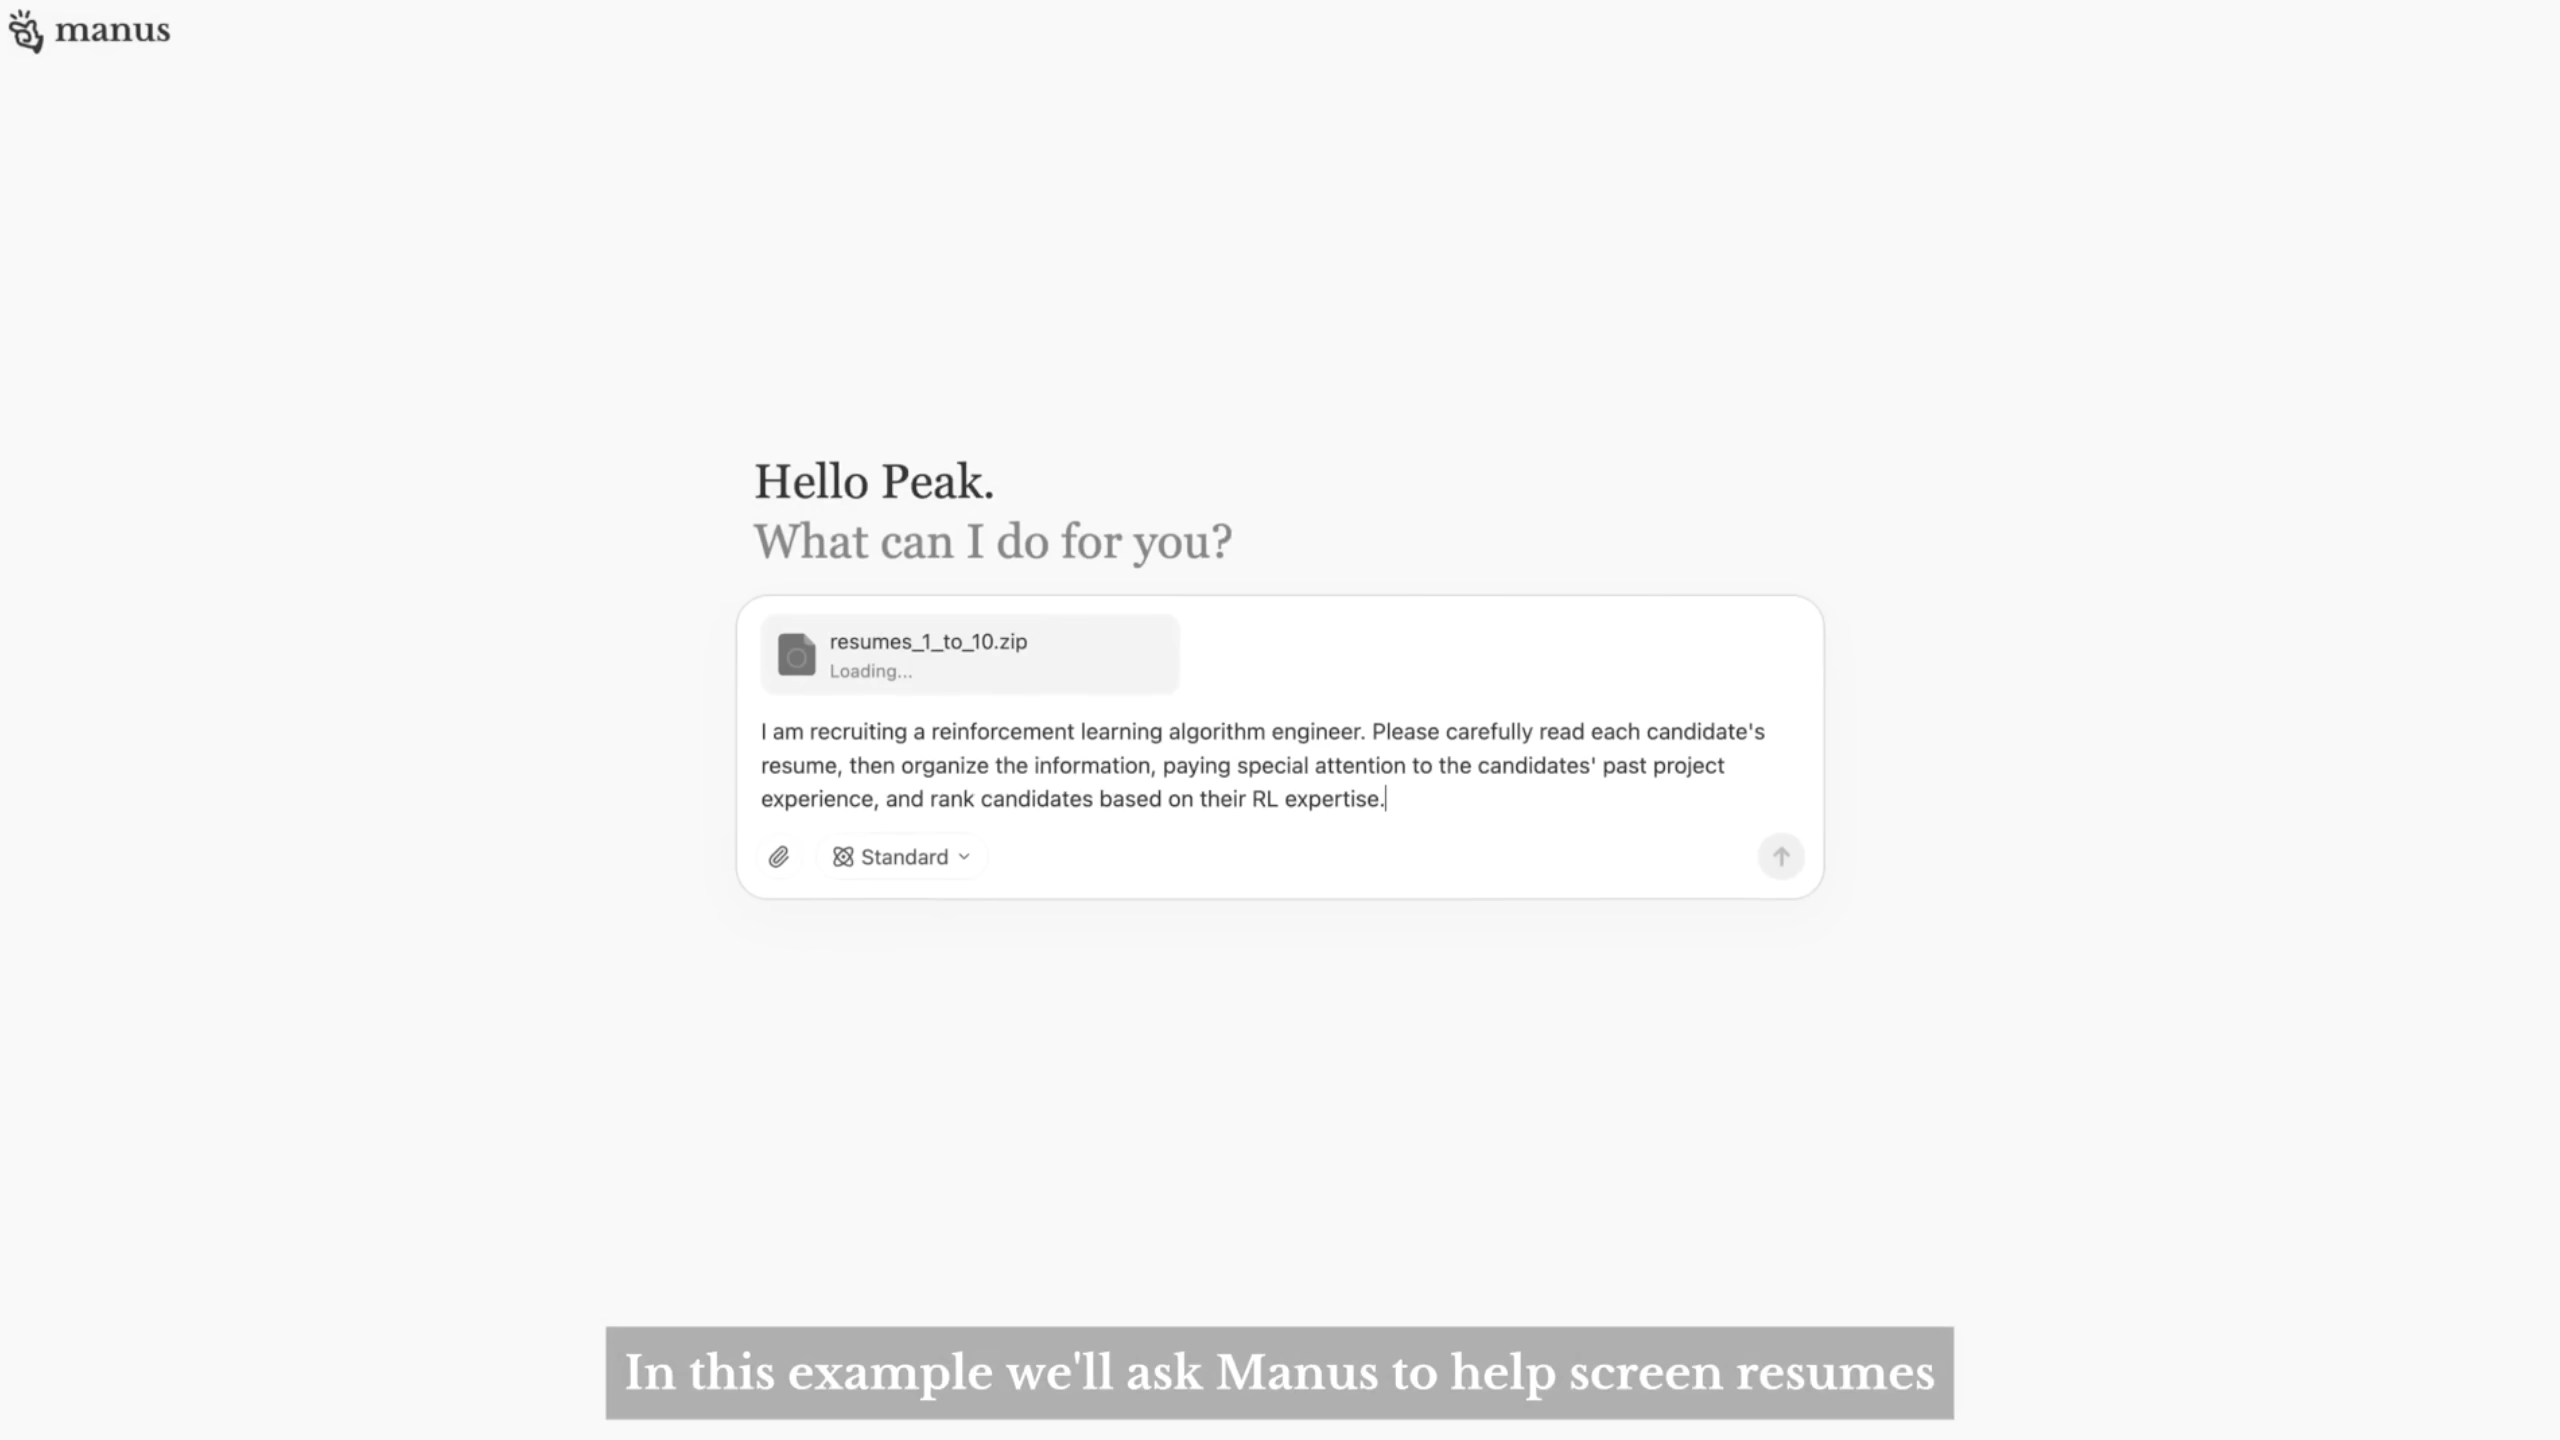 manus
Hello Peak.
What can I do for you?
resumes_1_to_10.zip
Loading...
I am recruiting a reinforcement learning algorithm engineer. Please carefully read each candidate's
resume, then organize the information, paying special attention to the candidates' past project
experience, and rank candidates based on their RL expertise.
Standard
In this example we'll ask Manus to help screen resumes